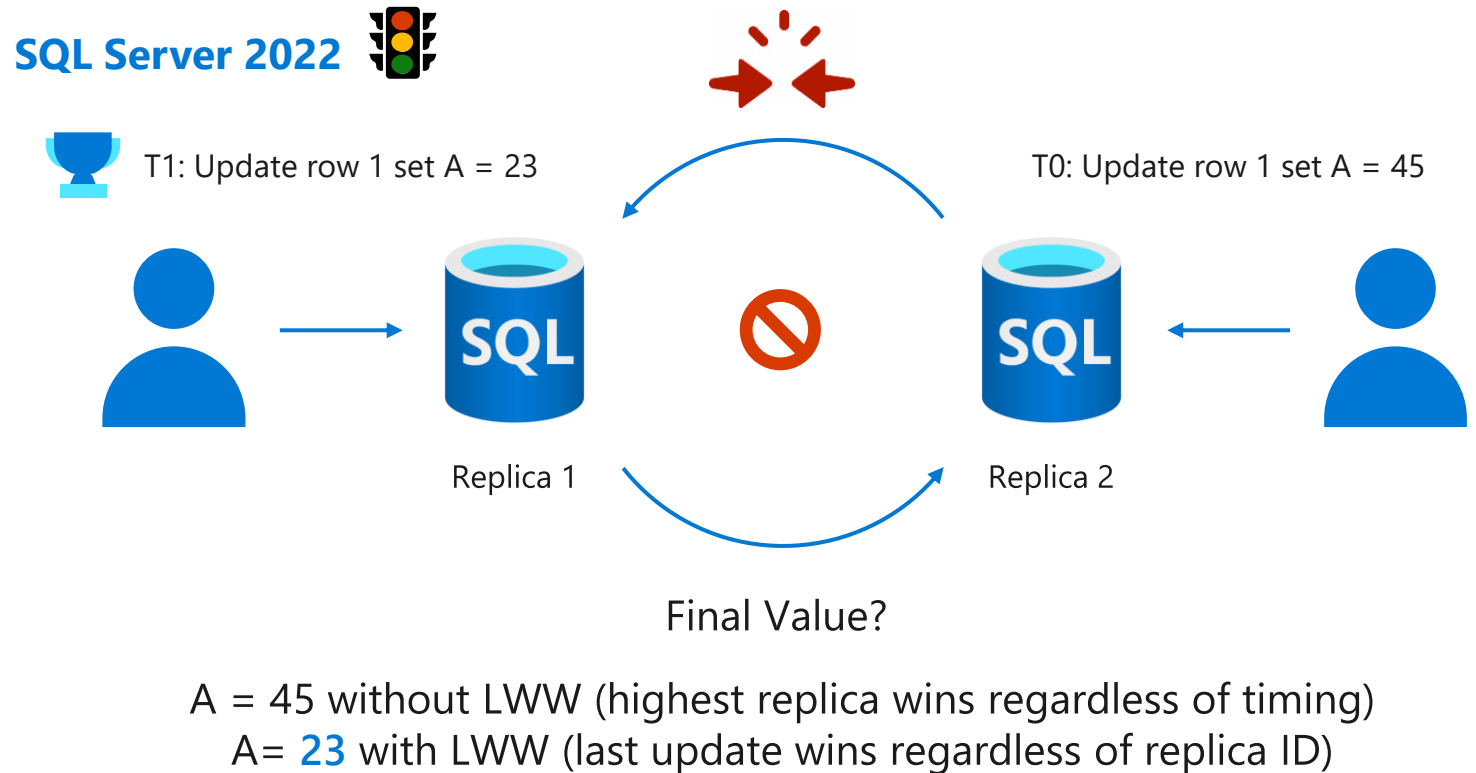 SQL Server 2022
T1: Update row 1 set A = 23
T0: Update row 1 set A = 45
SQL
SQL
Replica 1
Replica 2
Final Value?
A = 45 without LWW (highest replica wins regardless of timing)
A= 23 with LWW (last update wins regardless of replica ID)